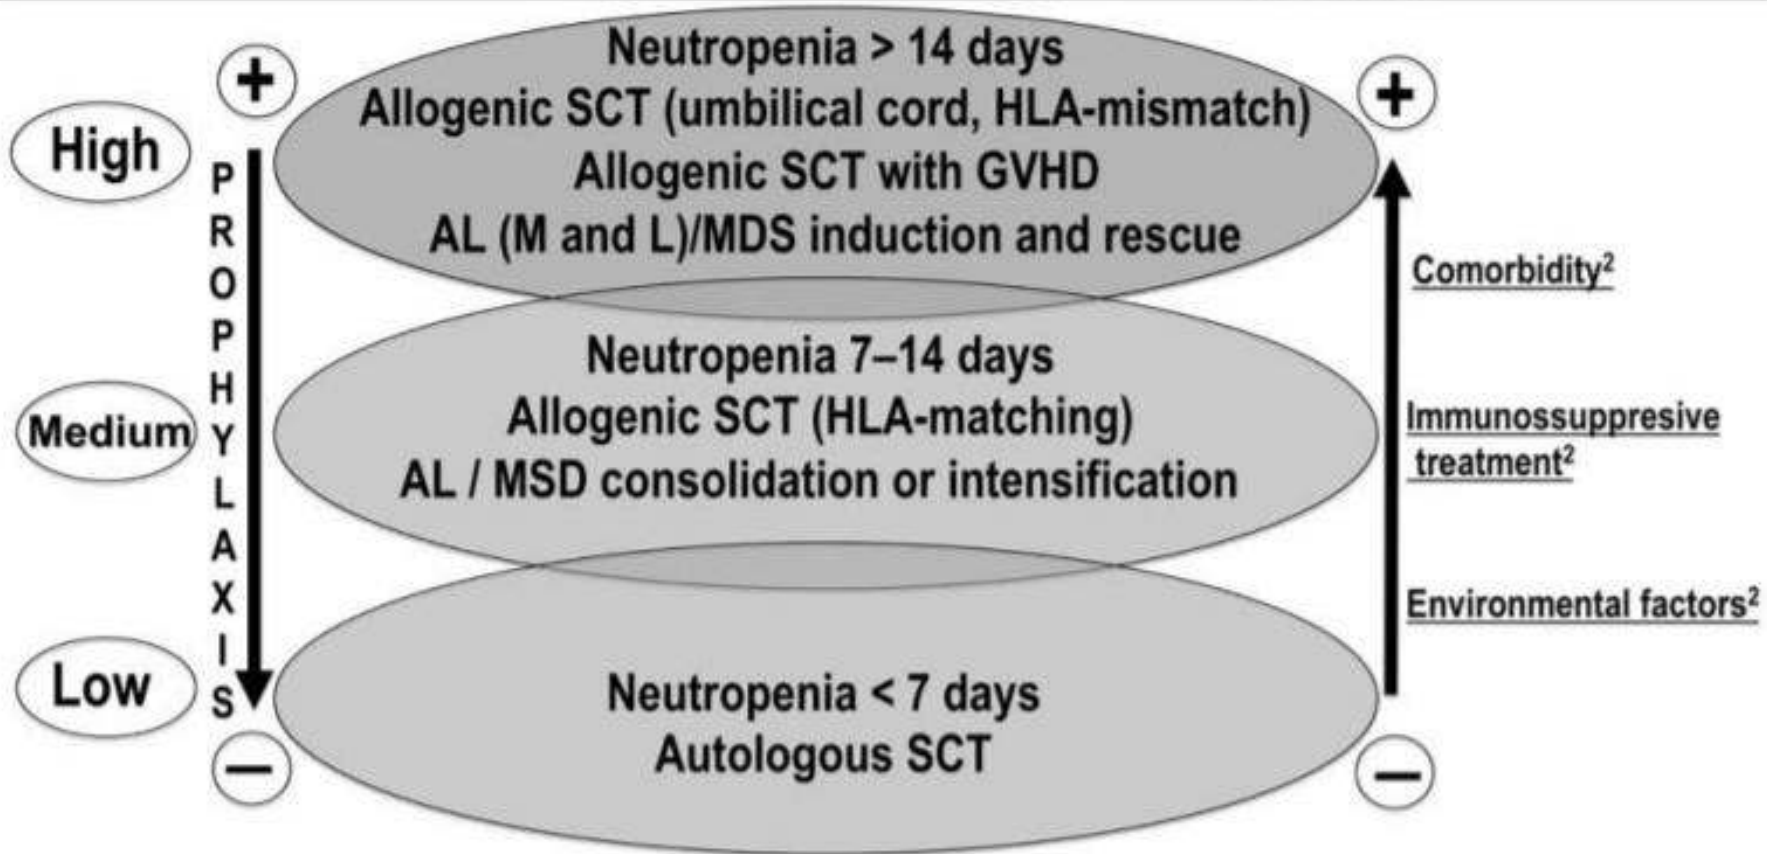 +
High
PROPHYLAXIS
Medium
Low
−
Neutropenia > 14 days
Allogenic SCT (umbilical cord, HLA-mismatch)
Allogenic SCT with GVHD
AL (M and L)/MDS induction and rescue
Neutropenia 7–14 days
Allogenic SCT (HLA-matching)
AL / MSD consolidation or intensification
Neutropenia < 7 days
Autologous SCT
+
Comorbidity²
Immunossuppresive
treatment²
Environmental factors²
−